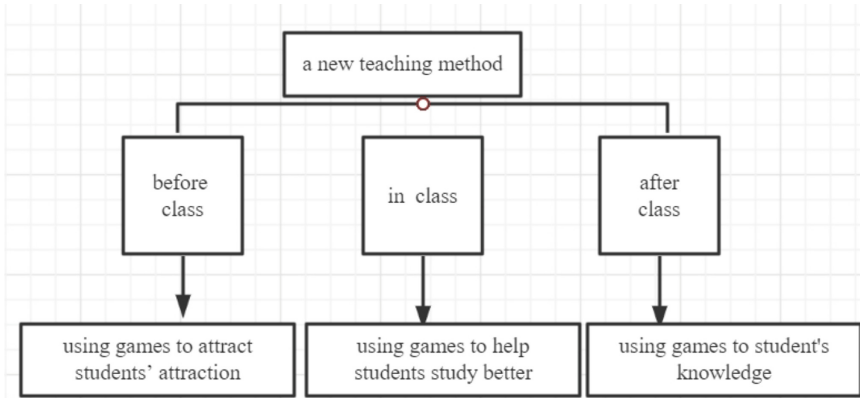 a new teaching method
before
class
in class
after
class
using games to attract
students’ attraction
using games to help
students study better
using games to student's
knowledge